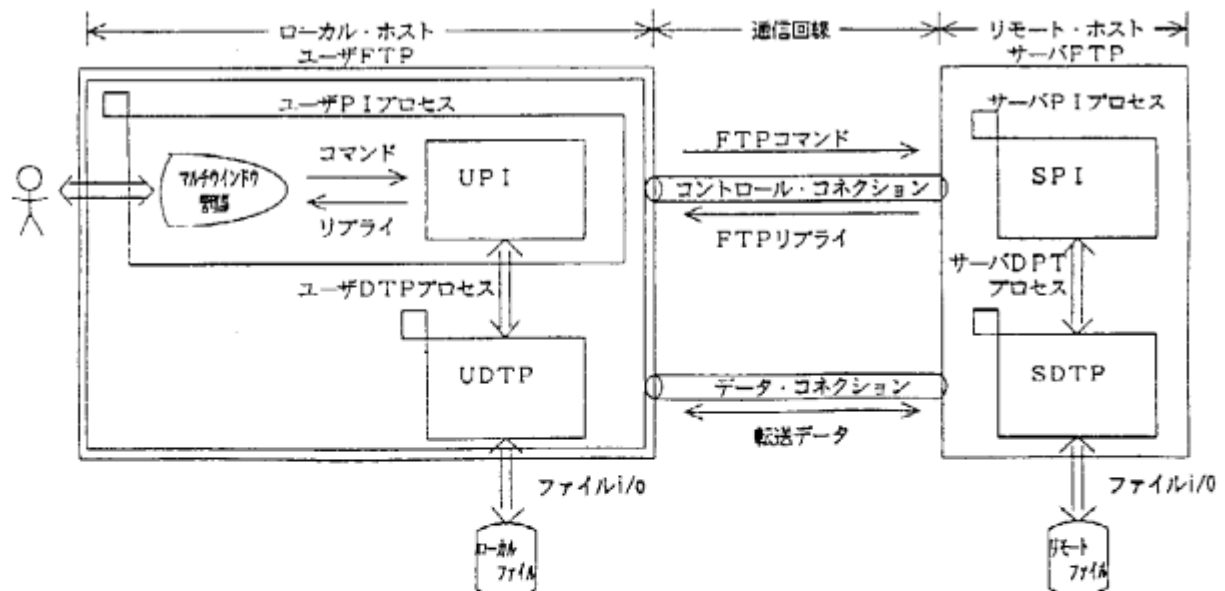 ローカル・ホスト
通信回線
リモート・ホスト
ユーザFTP
サーバFTP
ユーザPIプロセス
サーバPIプロセス
マルチウインドウ
コマンド
リプライ
UPI
FTPコマンド
コントロール・コネクション
FTPリプライ
SPI
ユーザDTPプロセス
サーバDPT
プロセス
UDTP
データ・コネクション
転送データ
SDTP
ファイルi/o
ファイルi/o
ローカル
ファイル
リモート
ファイル